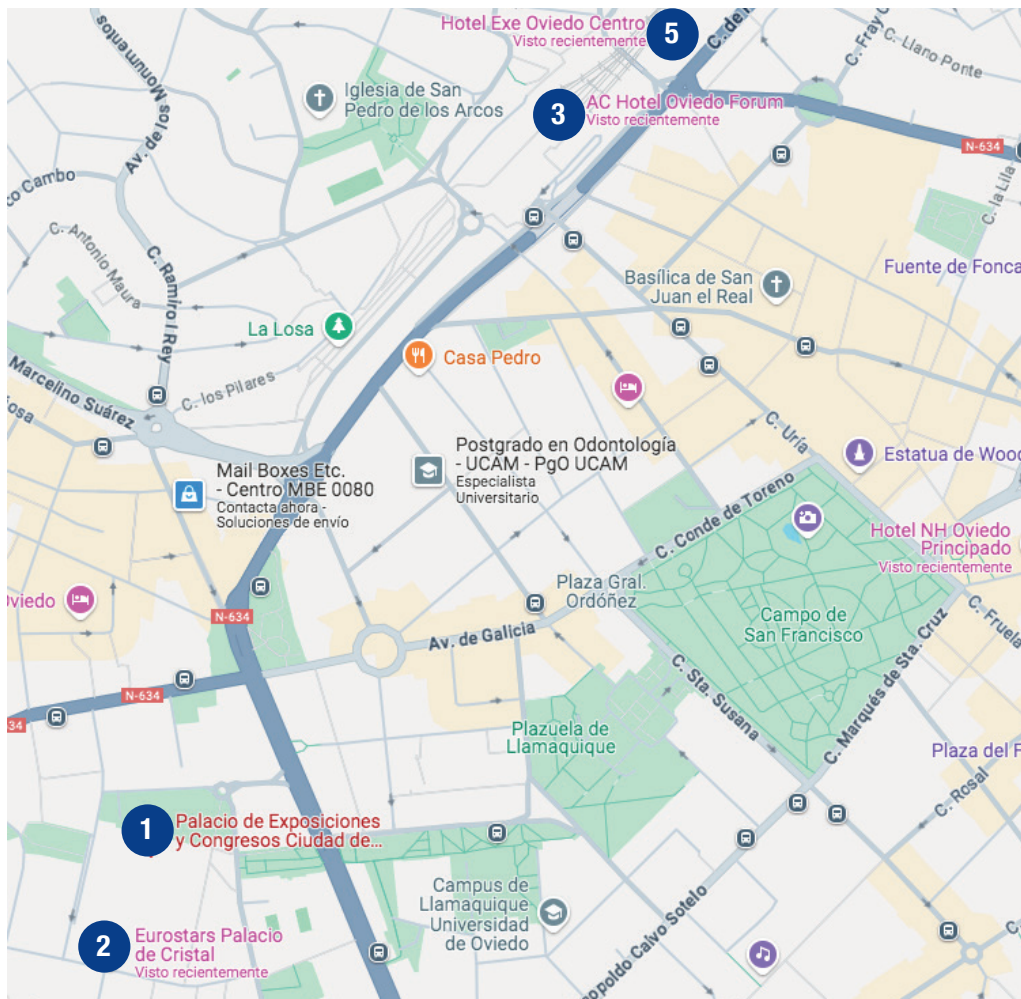 Hotel Exe Oviedo Centro
Visto recientemente
5
C. de
C. Fray
C. Llano Ponte
Av. de los Monumentos
Iglesia de San
Pedro de los Arcos
3
AC Hotel Oviedo Forum
Visto recientemente
N-634
co Cambo
C. la Lila
C. Antonio Maura
C. Ramiro I Rey
Basílica de San
Juan el Real
Fuente de Fonca
La Losa
Casa Pedro
Marcelino Suárez
C. los Pilares
osa
C. Uría
Mail Boxes Etc.
- Centro MBE 0080
Contacta ahora -
Soluciones de envío
Postgrado en Odontología
- UCAM - PgO UCAM
Especialista
Universitario
Estatua de Wood
C. Conde de Toreno
Hotel NH Oviedo
Principado
Visto recientemente
Plaza Gral.
Ordóñez
Oviedo
N-634
Campo de
San Francisco
C. Fruela
Av. de Galicia
C. Sta. Susana
C. Marqués de Sta. Cruz
N-634
34
Plazuela de
Llamaquique
Plaza del F
C. Rosal
1
Palacio de Exposiciones
y Congresos Ciudad de...
Campus de
Llamaquique
Universidad
de Oviedo
opoldo Calvo Sotelo
C.
2
Eurostars Palacio
de Cristal
Visto recientemente